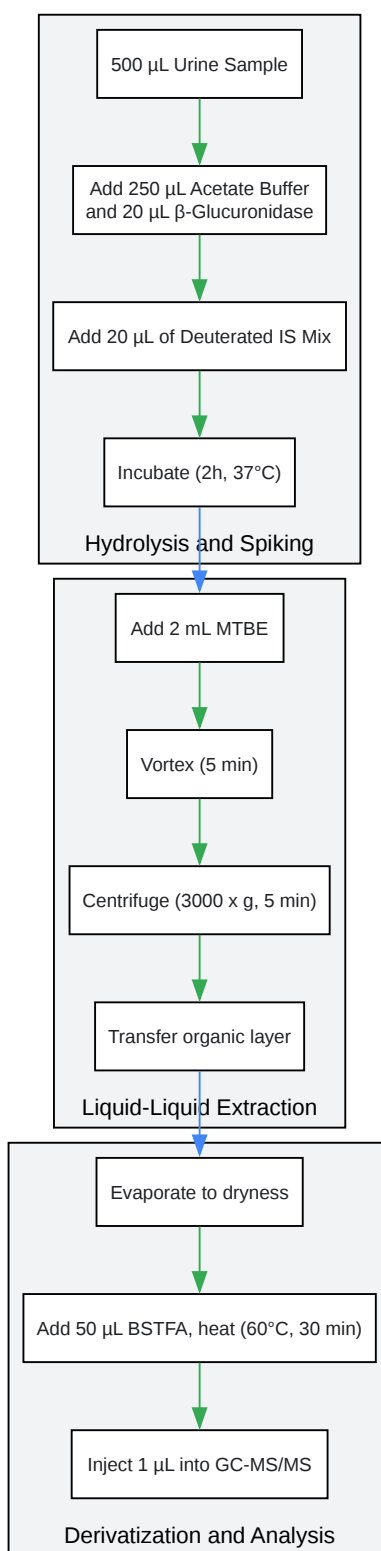 500 µL Urine Sample
Add 250 µL Acetate Buffer
and 20 µL β-Glucuronidase
Add 20 µL of Deuterated IS Mix
Incubate (2h, 37°C)
Hydrolysis and Spiking
Add 2 mL MTBE
Vortex (5 min)
Centrifuge (3000 x g, 5 min)
Transfer organic layer
Liquid-Liquid Extraction
Evaporate to dryness
Add 50 µL BSTFA, heat (60°C, 30 min)
Inject 1 µL into GC-MS/MS
Derivatization and Analysis